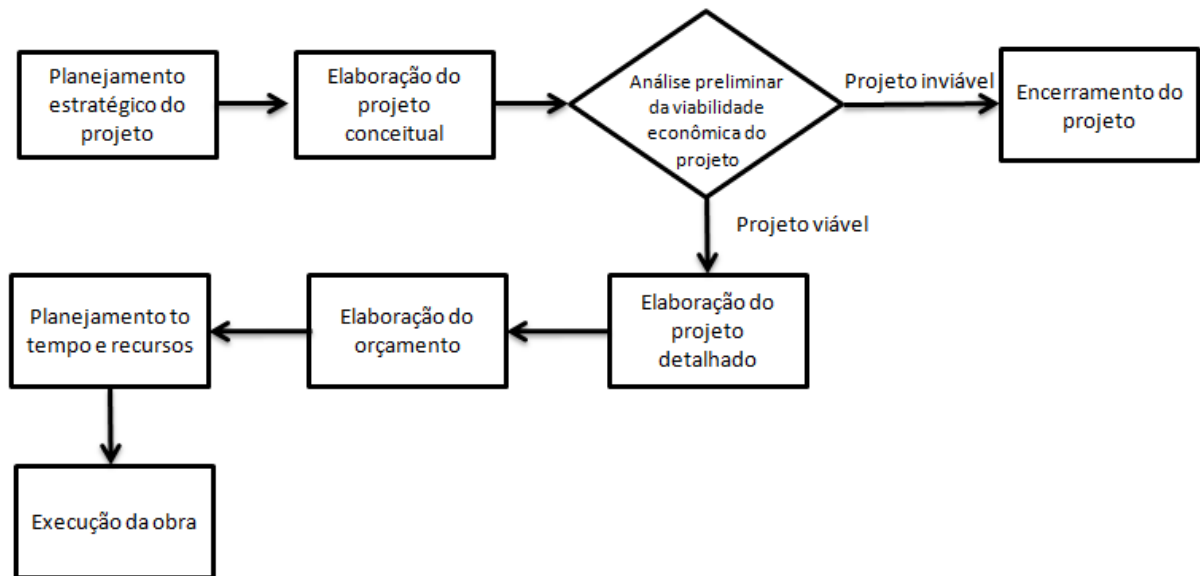 Planejamento
estratégico do
projeto
Elaboração do
projeto
conceitual
Análise preliminar
da viabilidade
econômica do
projeto
Projeto inviável
Encerramento do
projeto
Projeto viável
Elaboração do
projeto
detalhado
Elaboração do
orçamento
Planejamento to
tempo e recursos
Execução da obra